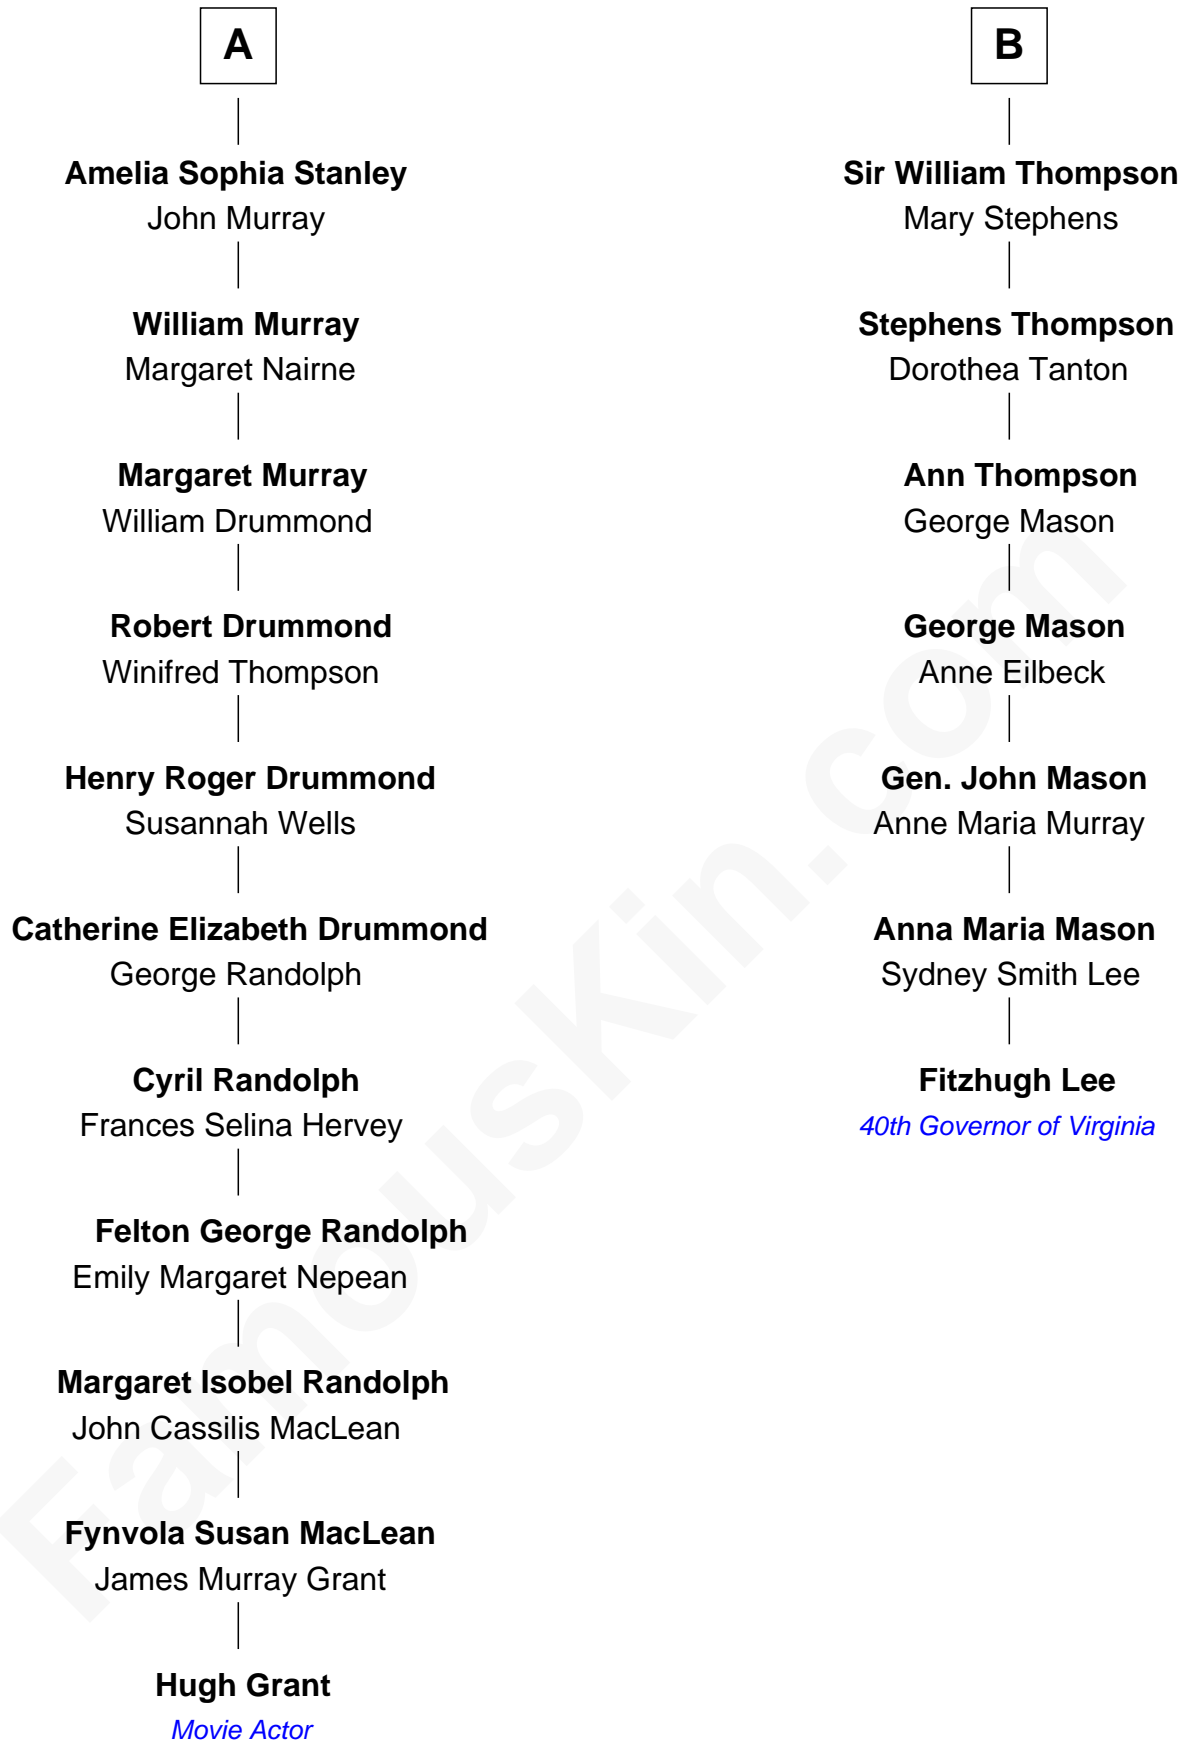 A
Amelia Sophia Stanley
John Murray
William Murray
Margaret Nairne
Margaret Murray
William Drummond
Robert Drummond
Winifred Thompson
Henry Roger Drummond
Susannah Wells
Catherine Elizabeth Drummond
George Randolph
Cyril Randolph
Frances Selina Hervey
Felton George Randolph
Emily Margaret Nepean
Margaret Isobel Randolph
John Cassilis MacLean
Fynvola Susan MacLean
James Murray Grant
Hugh Grant
Movie Actor
B
Sir William Thompson
Mary Stephens
Stephens Thompson
Dorothea Tanton
Ann Thompson
George Mason
George Mason
Anne Eilbeck
Gen. John Mason
Anne Maria Murray
Anna Maria Mason
Sydney Smith Lee
Fitzhugh Lee
40th Governor of Virginia
FamousKin.com